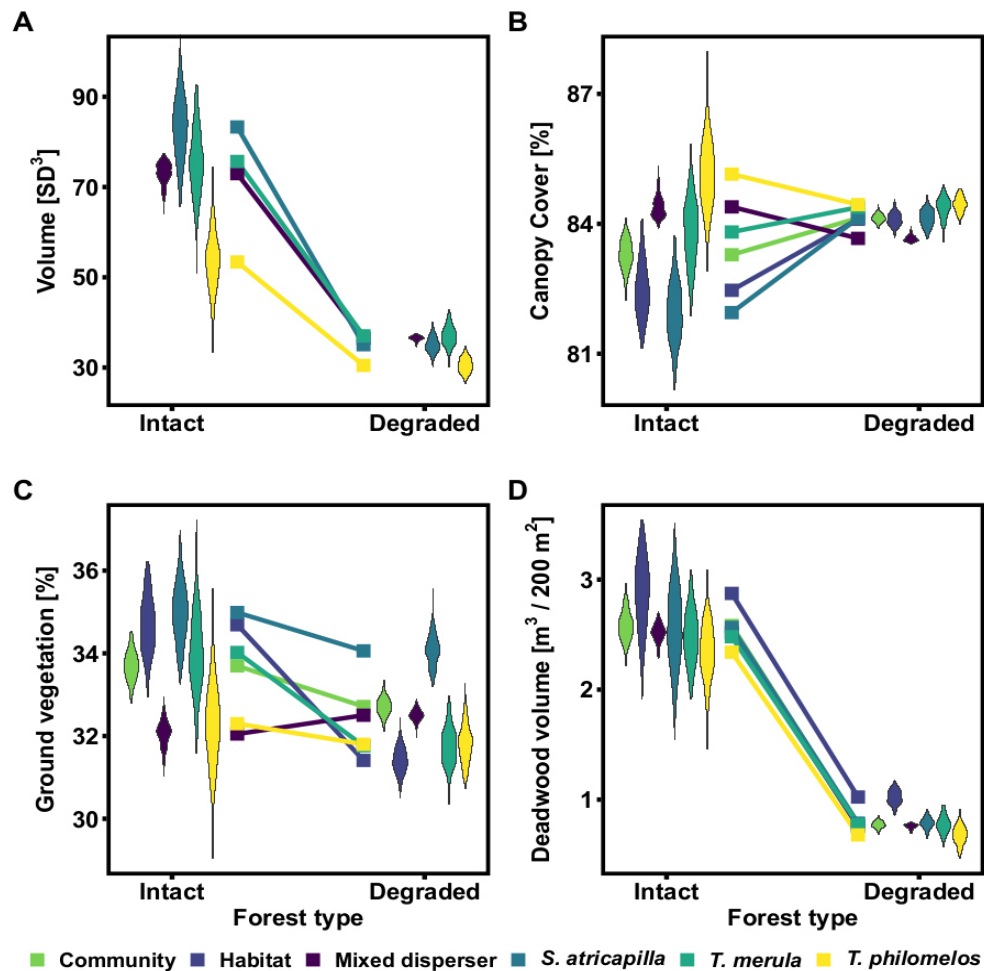 A
Volume [SD³]
90
70
50
30
Intact Degraded
B
Canopy Cover [%]
87
84
81
Intact Degraded
C
Ground vegetation [%]
36
34
32
30
Intact Degraded
Forest type
D
Deadwood volume [m³ / 200 m²]
3
2
1
Intact Degraded
Forest type
Community Habitat Mixed disperser S. atricapilla T. merula T. philomelos